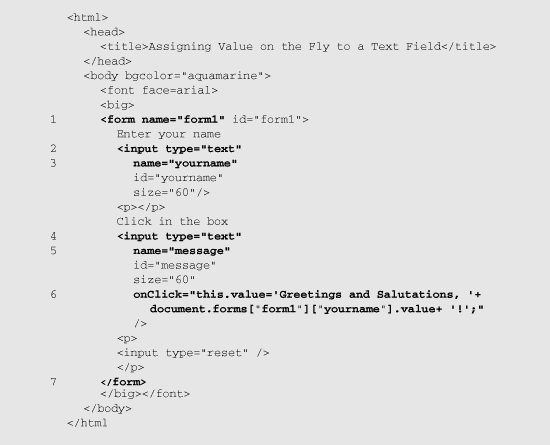 <html>
<head>
<title>Assigning Value on the Fly to a Text Field</title>
</head>
<body bgcolor="aquamarine">
<font face=arial>
<big>
1 <form name="form1" id="form1">
Enter your name
2 <input type="text"
3 name="yourname"
id="yourname"
size="60"/>
<p></p>
Click in the box
4 <input type="text"
5 name="message"
id="message"
size="60"
6 onClick="this.value='Greetings and Salutations, '+
document.forms["form1"]["yourname"].value+ '!';"
/>
<p>
<input type="reset" />
</p>
7 </form>
</big></font>
</body>
</html